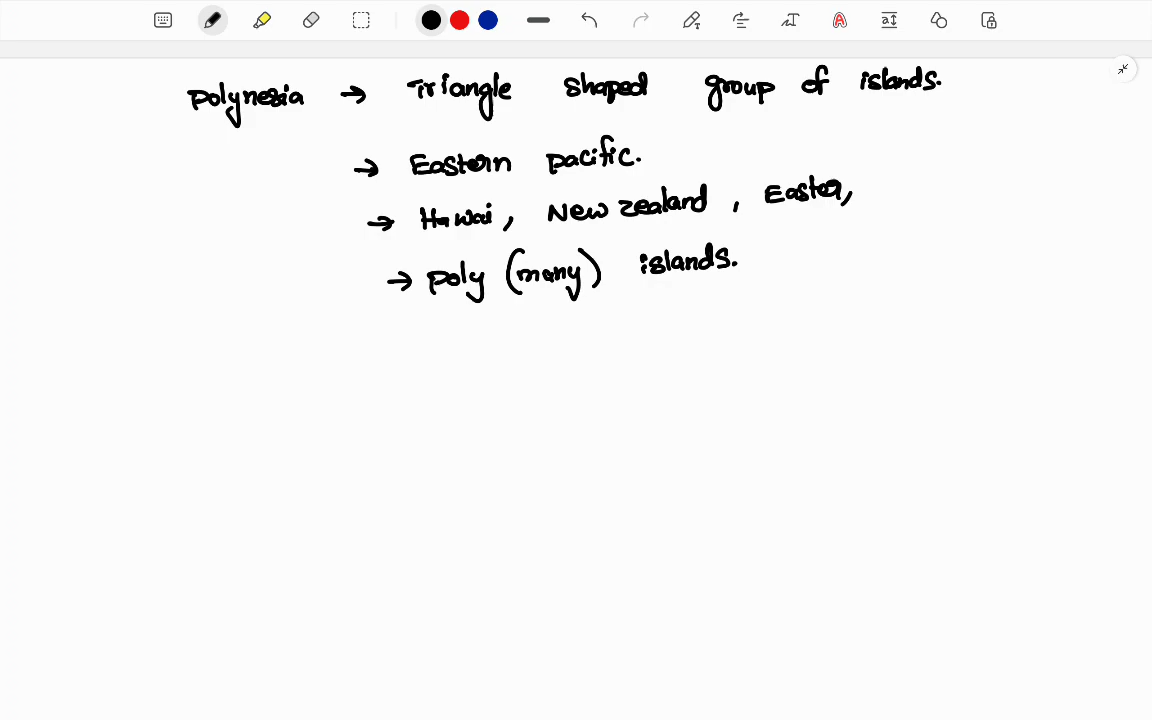 Polynesia → Triangle shaped group of islands.
→ Eastern pacific.
→ Hawai, New zealand, Easter,
→ poly (many) islands.